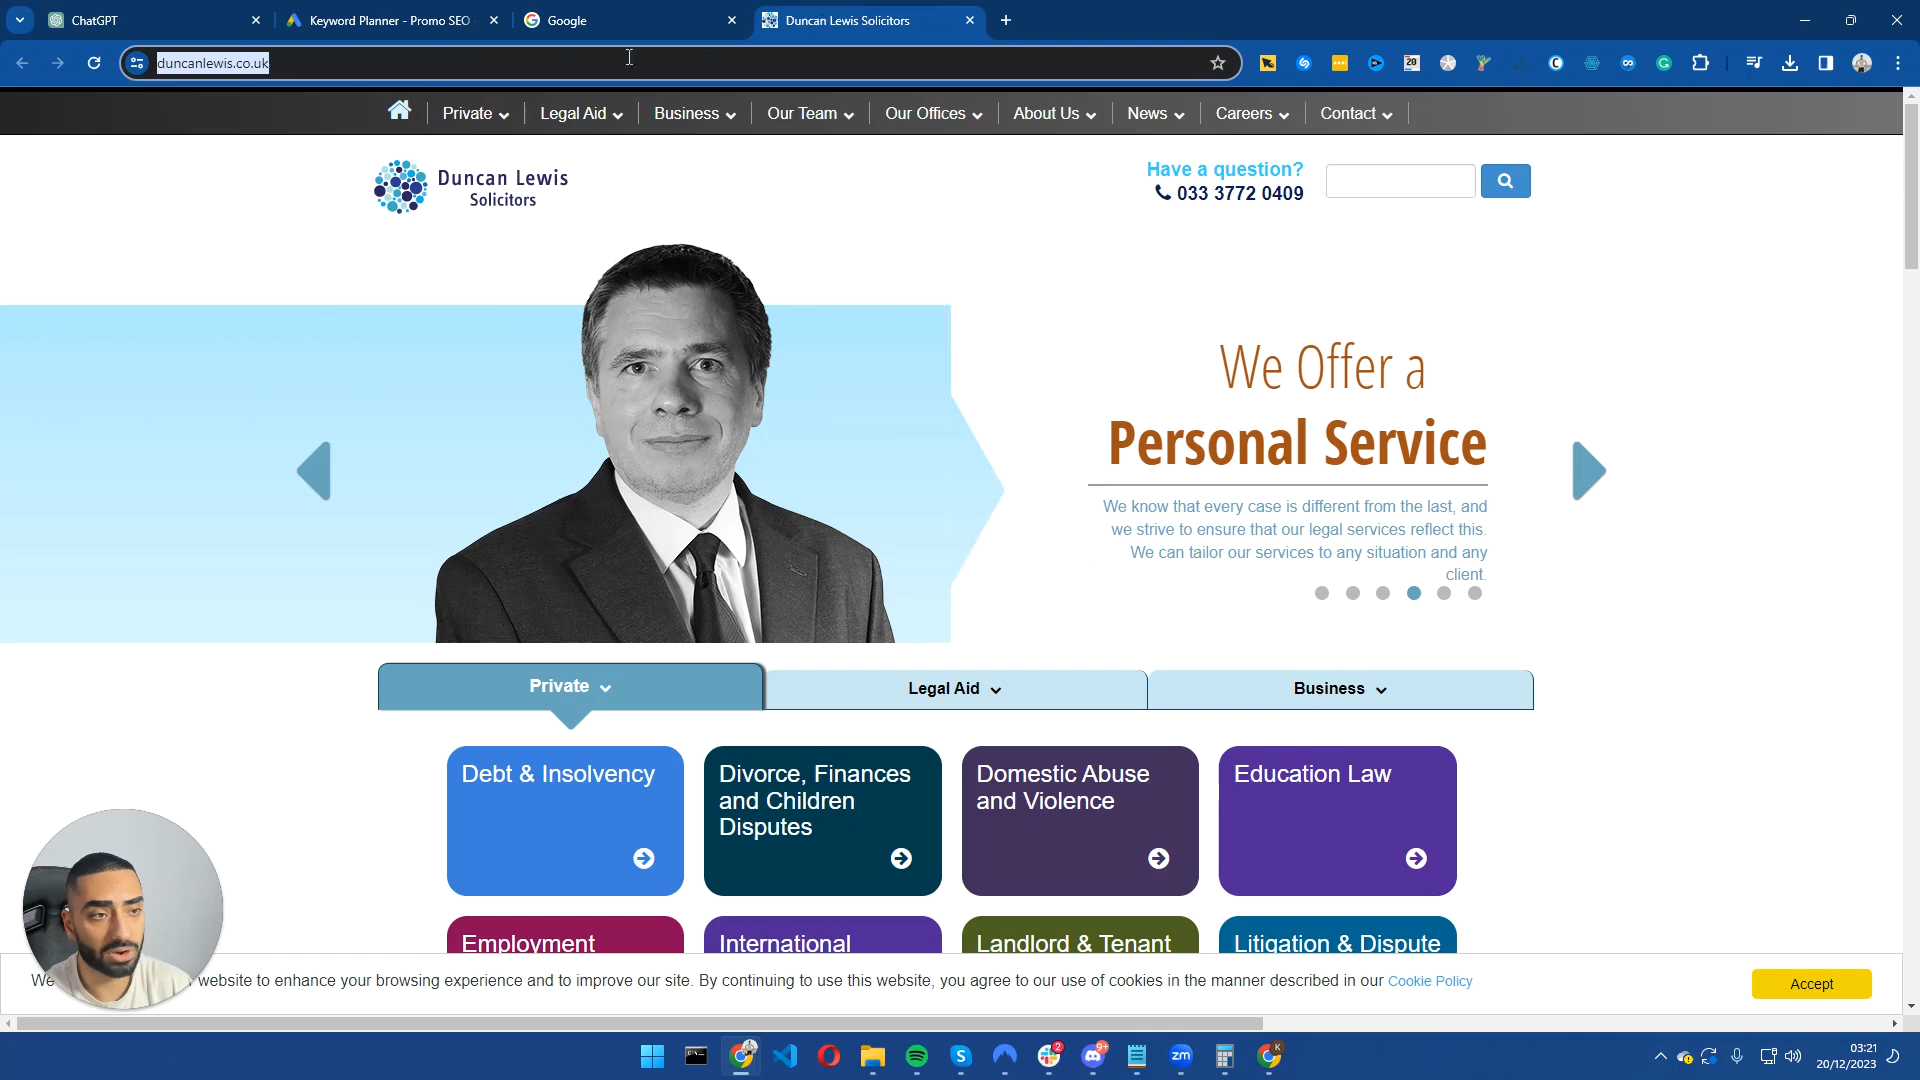 ChatGPT
Keyword Planner - Promo SEO
Google
Duncan Lewis Solicitors
duncanlewis.co.uk
20
Private
Legal Aid
Business
Our Team
Our Offices
About Us
News
Careers
Contact
Duncan Lewis
Solicitors
Have a question?
033 3772 0409
We Offer a
Personal Service
We know that every case is different from the last, and
we strive to ensure that our legal services reflect this.
We can tailor our services to any situation and any
client.
Private
Legal Aid
Business
Debt & Insolvency
Divorce, Finances
and Children
Disputes
Domestic Abuse
and Violence
Education Law
Employment
International
Landlord & Tenant
Litigation & Dispute
We website to enhance your browsing experience and to improve our site. By continuing to use this website, you agree to our use of cookies in the manner described in our Cookie Policy
Accept
2
9+
zm
K
03:21
20/12/2023